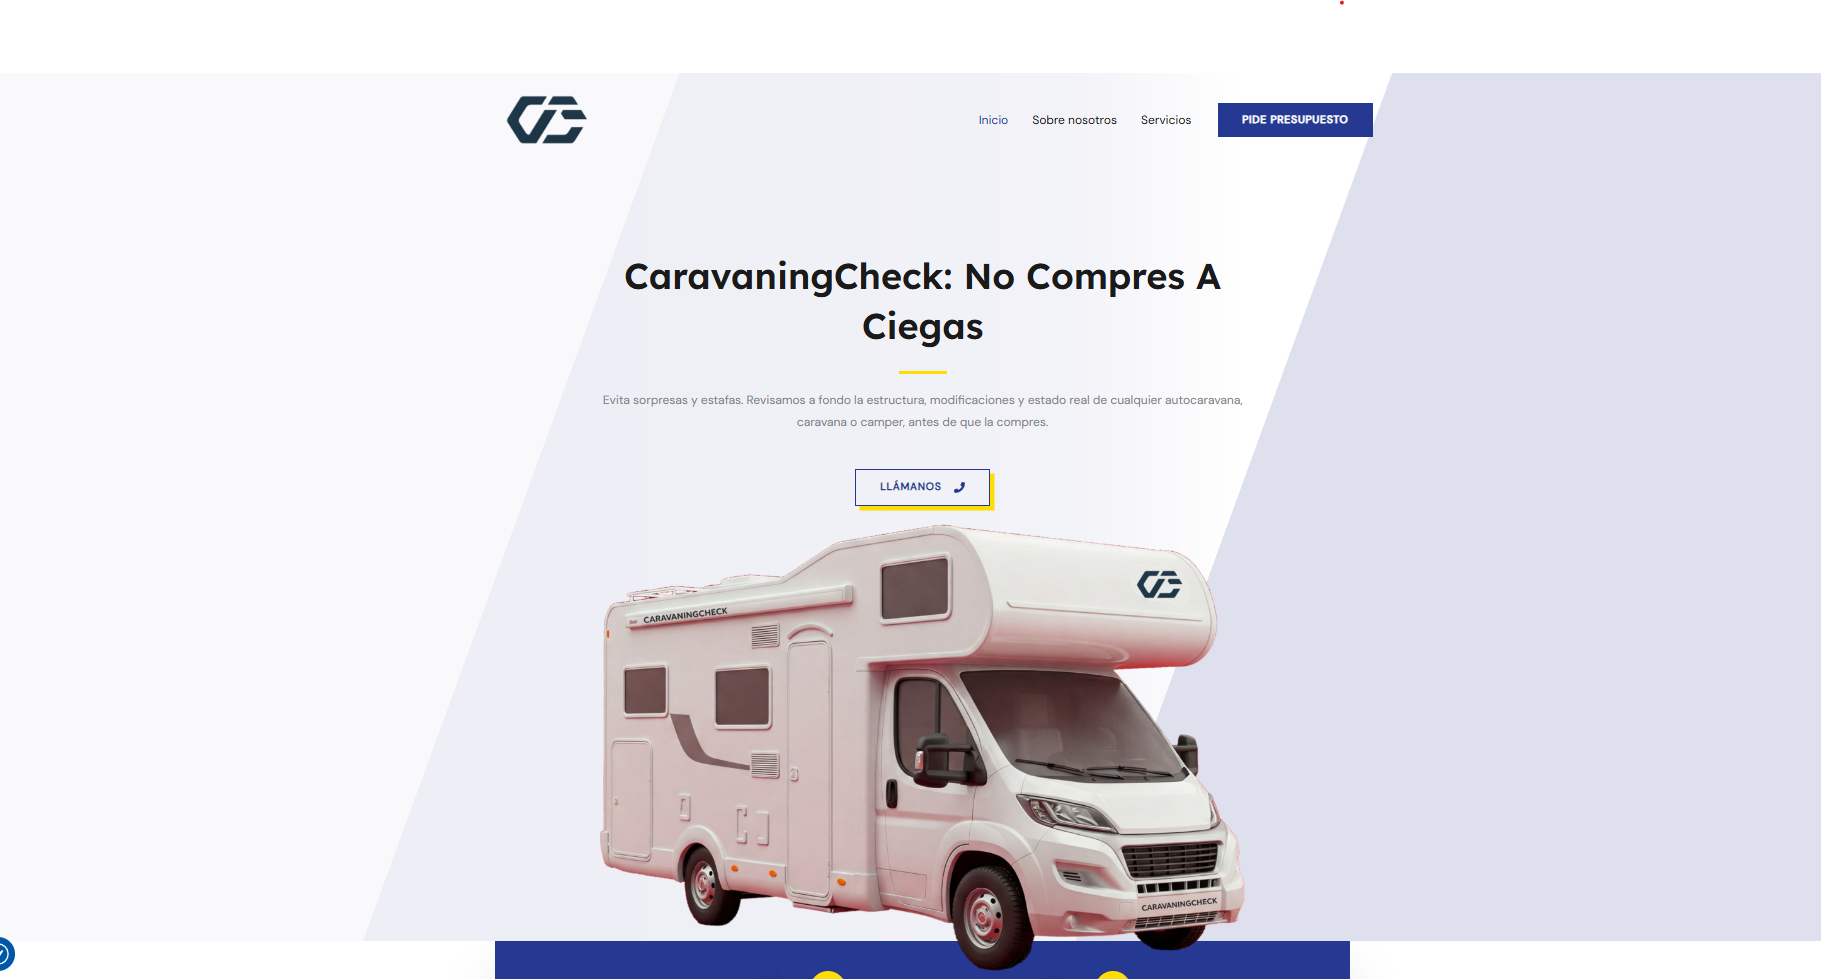 Inicio
Sobre nosotros
Servicios
PIDE PRESUPUESTO
CaravaningCheck: No Compres A
Ciegas
Evita sorpresas y estafas. Revisamos a fondo la estructura, modificaciones y estado real de cualquier autocaravana,
caravana o camper, antes de que la compres.
LLÁMANOS
CARAVANINGCHECK
CARAVANINGCHECK